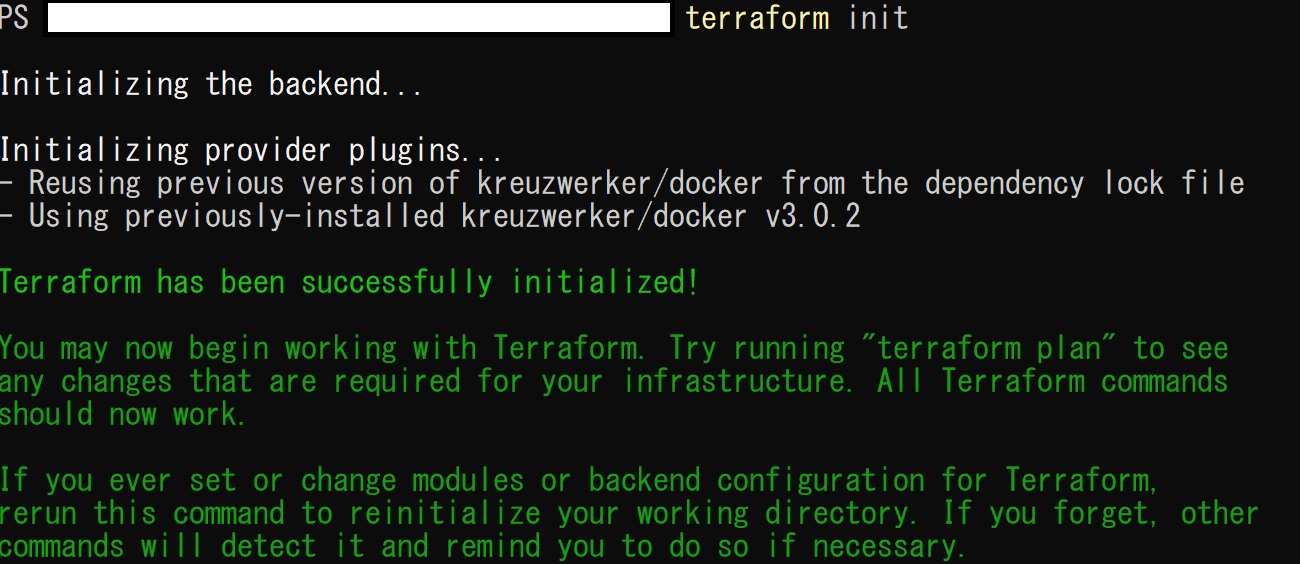 PS terraform init
Initializing the backend...
Initializing provider plugins...
- Reusing previous version of kreuzwerker/docker from the dependency lock file
- Using previously-installed kreuzwerker/docker v3.0.2
Terraform has been successfully initialized!
You may now begin working with Terraform. Try running "terraform plan" to see
any changes that are required for your infrastructure. All Terraform commands
should now work.
If you ever set or change modules or backend configuration for Terraform,
rerun this command to reinitialize your working directory. If you forget, other
commands will detect it and remind you to do so if necessary.